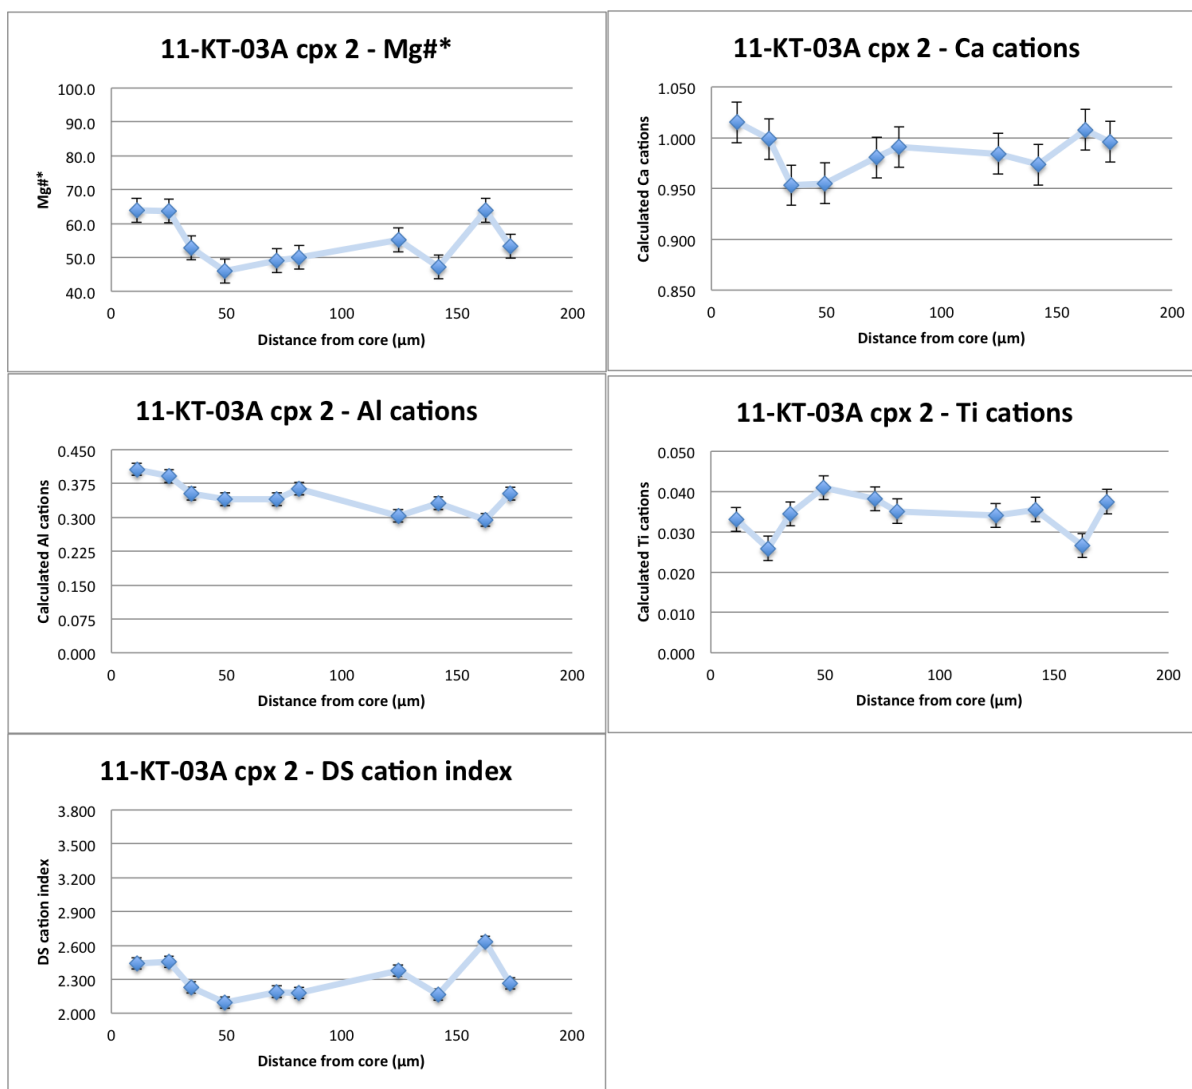 11-KT-03A cpx 2 - Mg#*
100.0
90.0
80.0
70.0
60.0
50.0
40.0
Mg#*
0 50 100 150 200
Distance from core (µm)
11-KT-03A cpx 2 - Ca cations
1.050
1.000
0.950
0.900
0.850
Calculated Ca cations
0 50 100 150 200
Distance from core (µm)
11-KT-03A cpx 2 - Al cations
0.450
0.375
0.300
0.225
0.150
0.075
0.000
Calculated Al cations
0 50 100 150 200
Distance from core (µm)
11-KT-03A cpx 2 - Ti cations
0.050
0.040
0.030
0.020
0.010
0.000
Calculated Ti cations
0 50 100 150 200
Distance from core (µm)
11-KT-03A cpx 2 - DS cation index
3.800
3.500
3.200
2.900
2.600
2.300
2.000
DS cation index
0 50 100 150 200
Distance from core (µm)